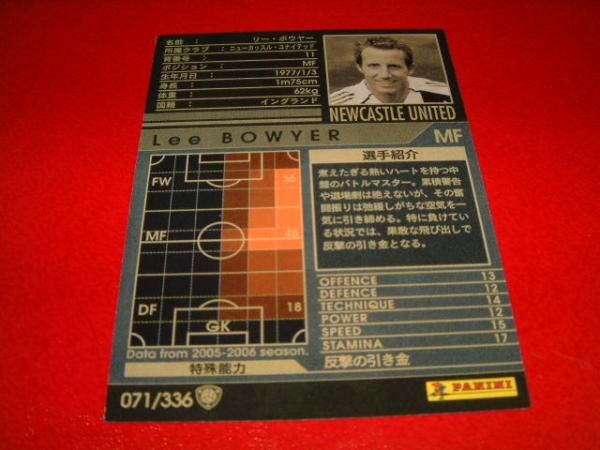 名前 : リー・ボウヤー
所属クラブ : ニューカッスル・ユナイテッド
背番号 : 11
ポジション : MF
生年月日 : 1977/1/3
身長 : 1m75cm
体重 : 62kg
国籍 : イングランド
NEWCASTLE UNITED
Lee BOWYER MF
FW 36
MF 46
DF 18
GK
Data from 2005-2006 season.
選手紹介
煮えたぎる熱いハートを持つ中
盤のバトルマスター。累積警告
や退場劇は絶えないが、その奮
闘振りは弛緩しがちな空気を一
気に引き締める。特に負けてい
る状況では、果敢な飛び出しで
反撃の引き金となる。
OFFENCE 13
DEFENCE 12
TECHNIQUE 14
POWER 12
SPEED 15
STAMINA 17
特殊能力 反撃の引き金
071/336
PANINI